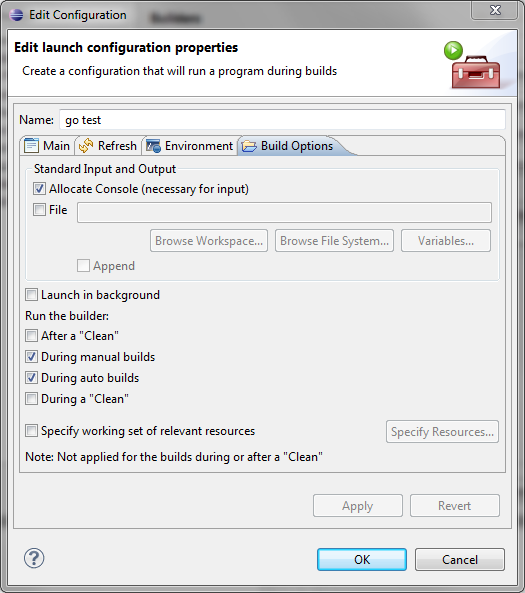 Edit Configuration
Builders
Edit launch configuration properties
Create a configuration that will run a program during builds
Name: go test
Main Refresh Environment Build Options
Standard Input and Output
Allocate Console (necessary for input)
File
Browse Workspace... Browse File System... Variables...
Append
Launch in background
Run the builder:
After a "Clean"
During manual builds
During auto builds
During a "Clean"
Specify working set of relevant resources Specify Resources...
Note: Not applied for the builds during or after a "Clean"
Apply Revert
? OK Cancel